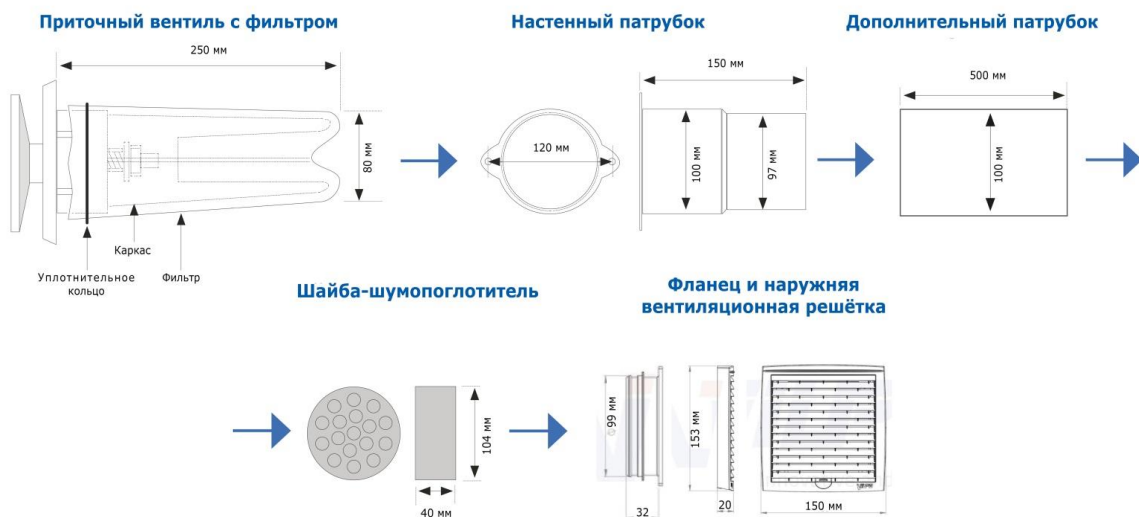 Приточный вентиль с фильтром
Настенный патрубок
Дополнительный патрубок
250 мм
80 мм
Каркас
Уплотнительное
кольцо
Фильтр
120 мм
150 мм
100 мм
97 мм
500 мм
100 мм
Шайба-шумопоглотитель
Фланец и наружняя
вентиляционная решётка
104 мм
40 мм
99 мм
32
153 мм
20
150 мм